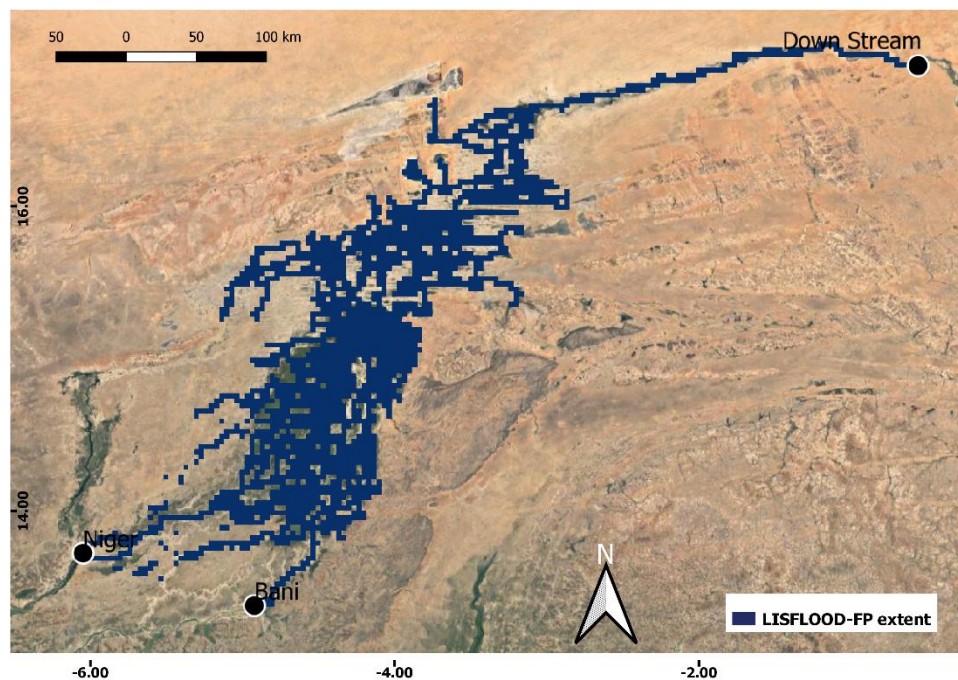 50 0 50 100 km
Down Stream
16.00
14.00
Niger
Bani
N
LISFLOOD-FP extent
-6.00 -4.00 -2.00